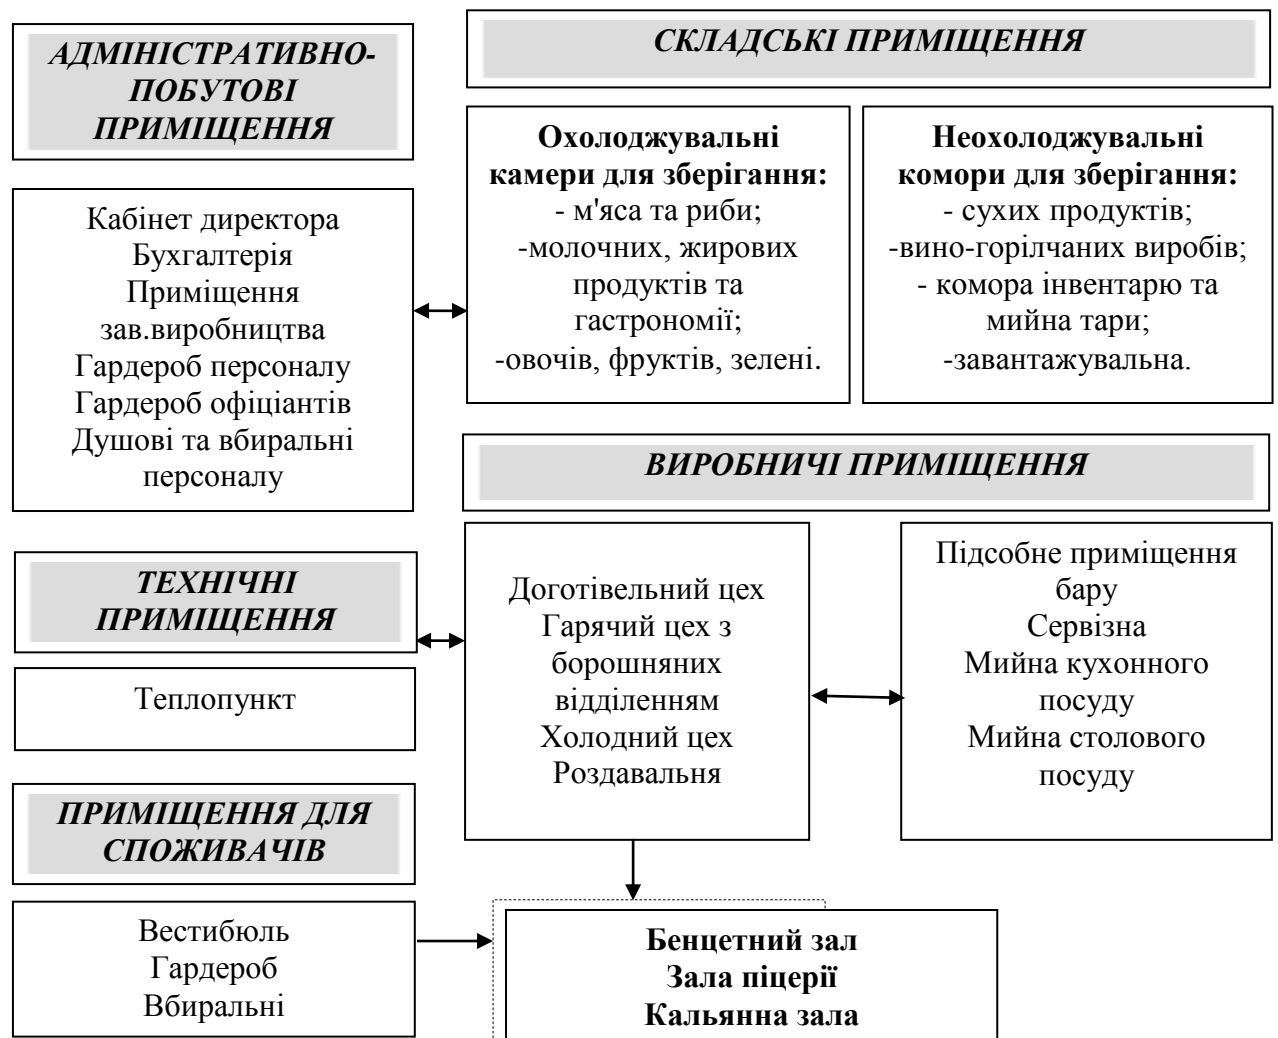 АДМІНІСТРАТИВНО-
ПОБУТОВІ
ПРИМІЩЕННЯ
Кабінет директора
Бухгалтерія
Приміщення
зав.виробництва
Гардероб персоналу
Гардероб офіціантів
Душові та вбиральні
персоналу
СКЛАДСЬКІ ПРИМІЩЕННЯ
Охолоджувальні
камери для зберігання:
- м'яса та риби;
-молочних, жирових
продуктів та
гастрономії;
-овочів, фруктів, зелені.
Неохолоджувальні
комори для зберігання:
- сухих продуктів;
-вино-горілчаних виробів;
- комора інвентарю та
мийна тари;
-завантажувальна.
ВИРОБНИЧІ ПРИМІЩЕННЯ
Доготівельний цех
Гарячий цех з
борошняних
відділенням
Холодний цех
Роздавальня
Підсобне приміщення
бару
Сервізна
Мийна кухонного
посуду
Мийна столового
посуду
ТЕХНІЧНІ
ПРИМІЩЕННЯ
Теплопункт
ПРИМІЩЕННЯ ДЛЯ
СПОЖИВАЧІВ
Вестибюль
Гардероб
Вбиральні
Бенцетний зал
Зала піцерії
Кальянна зала